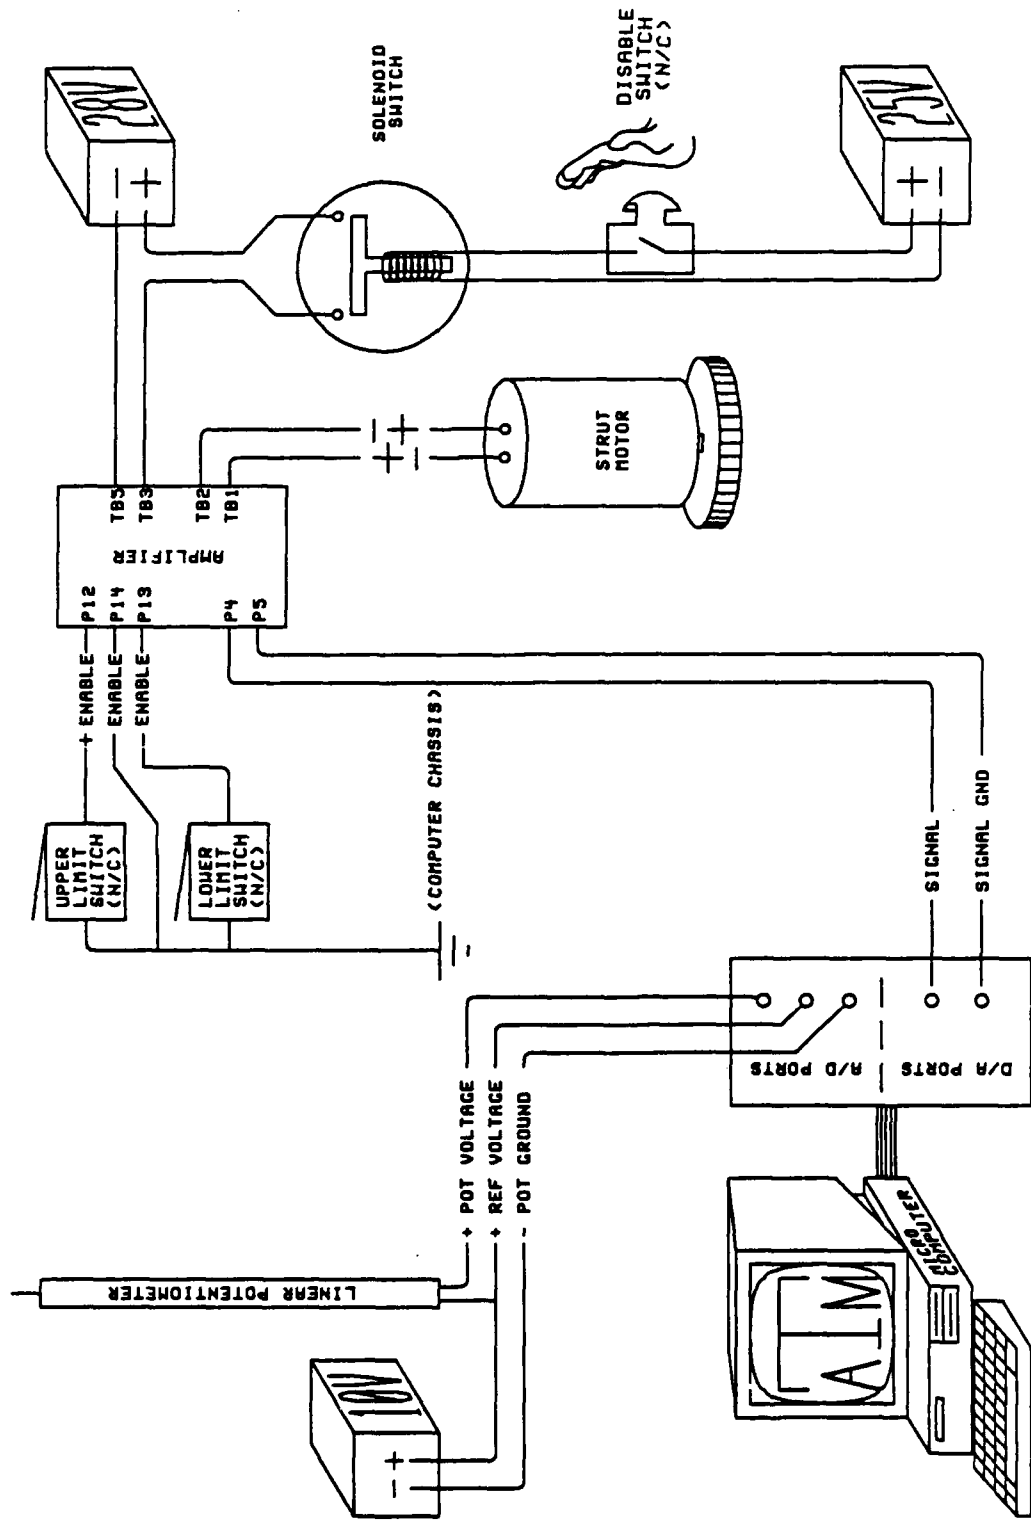 28V
SOLENOID
SWITCH
DISABLE
SWITCH
(N/C)
25V
STRUT
MOTOR
TB5
TB3
TB2
TB1
AMPLIFIER
P12
P14
P13
P4
P5
+ ENABLE
ENABLE
- ENABLE
UPPER
LIMIT
SWITCH
(N/C)
LOWER
LIMIT
SWITCH
(N/C)
(COMPUTER CHASSIS)
SIGNAL
SIGNAL GND
A/D PORTS
D/A PORTS
+ POT VOLTAGE
+ REF VOLTAGE
- POT GROUND
LINEAR POTENTIOMETER
10V
MICRO
COMPUTER